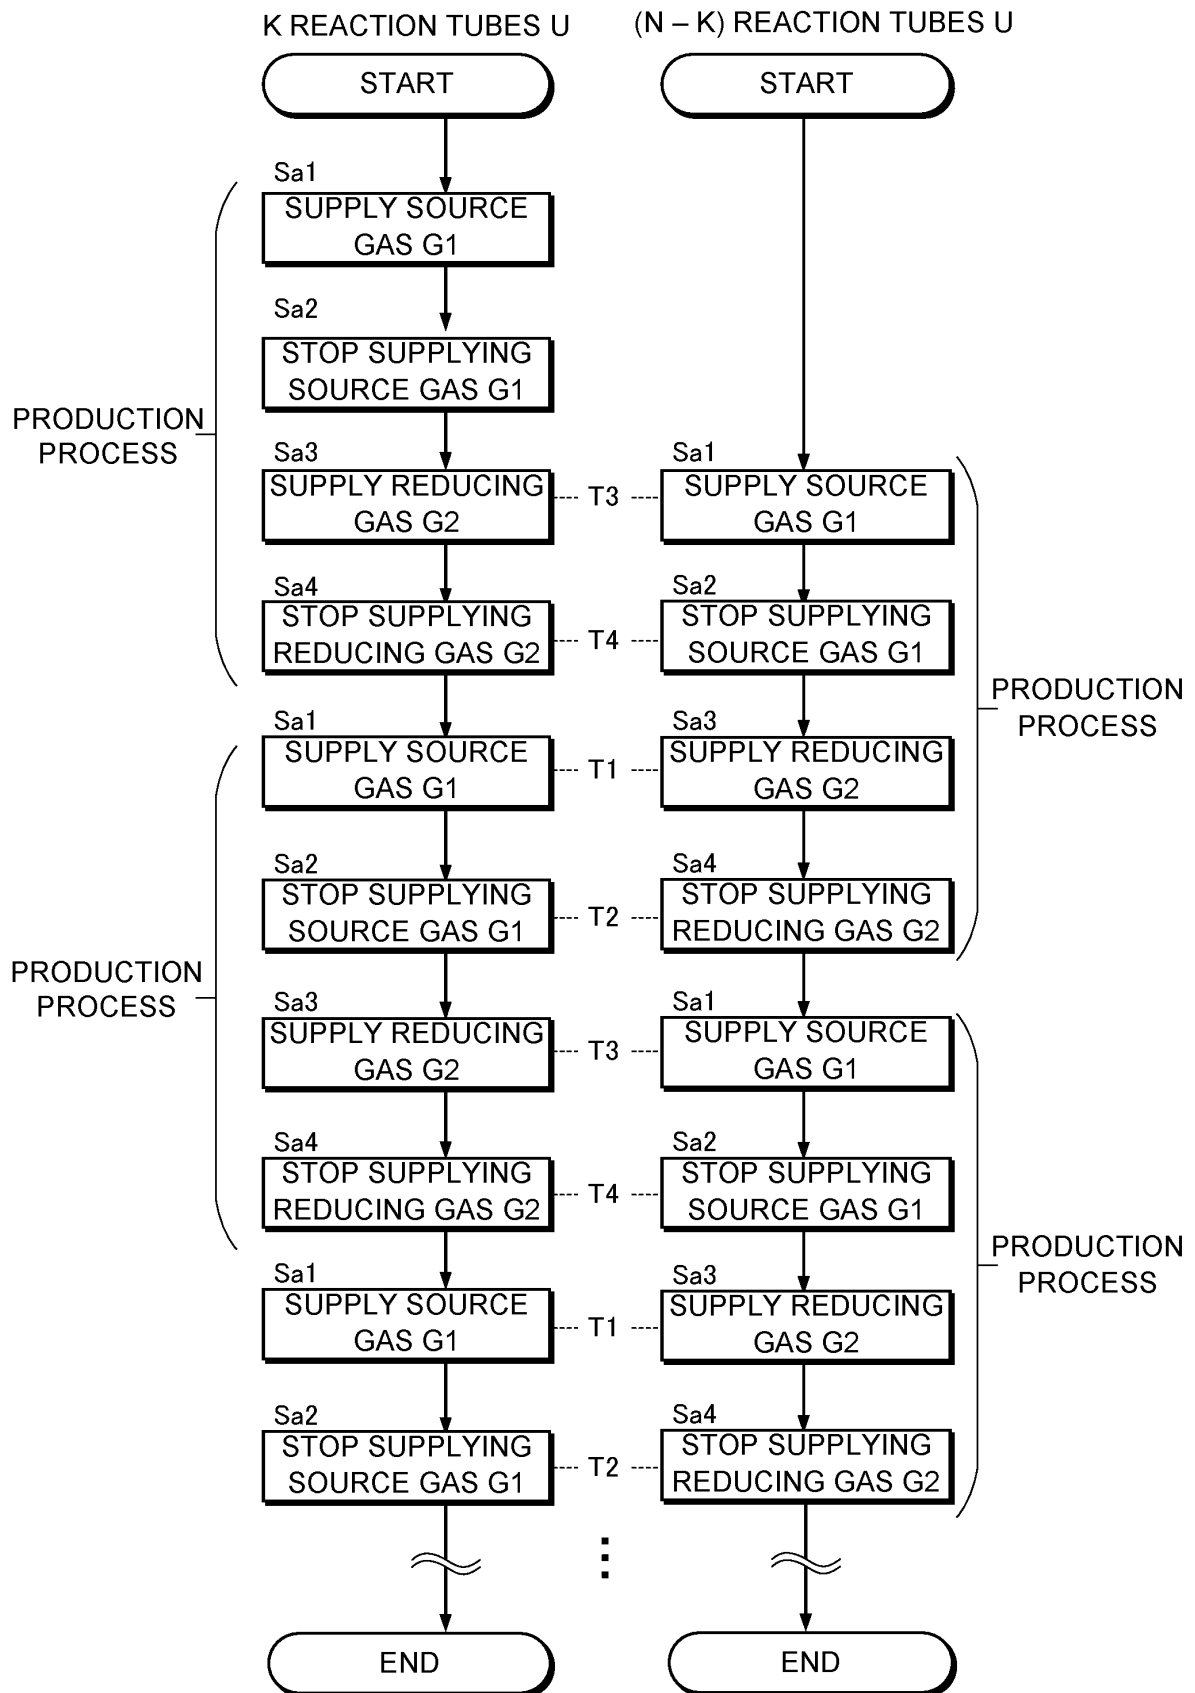 K REACTION TUBES U
(N – K) REACTION TUBES U
START
START
Sa1
SUPPLY SOURCE
GAS G1
Sa2
STOP SUPPLYING
SOURCE GAS G1
PRODUCTION
PROCESS
Sa3
SUPPLY REDUCING
GAS G2
T3
Sa1
SUPPLY SOURCE
GAS G1
Sa4
STOP SUPPLYING
REDUCING GAS G2
T4
Sa2
STOP SUPPLYING
SOURCE GAS G1
PRODUCTION
PROCESS
Sa1
SUPPLY SOURCE
GAS G1
T1
Sa3
SUPPLY REDUCING
GAS G2
Sa2
STOP SUPPLYING
SOURCE GAS G1
T2
Sa4
STOP SUPPLYING
REDUCING GAS G2
PRODUCTION
PROCESS
Sa3
SUPPLY REDUCING
GAS G2
T3
Sa1
SUPPLY SOURCE
GAS G1
Sa4
STOP SUPPLYING
REDUCING GAS G2
T4
Sa2
STOP SUPPLYING
SOURCE GAS G1
PRODUCTION
PROCESS
Sa1
SUPPLY SOURCE
GAS G1
T1
Sa3
SUPPLY REDUCING
GAS G2
Sa2
STOP SUPPLYING
SOURCE GAS G1
T2
Sa4
STOP SUPPLYING
REDUCING GAS G2
END
END